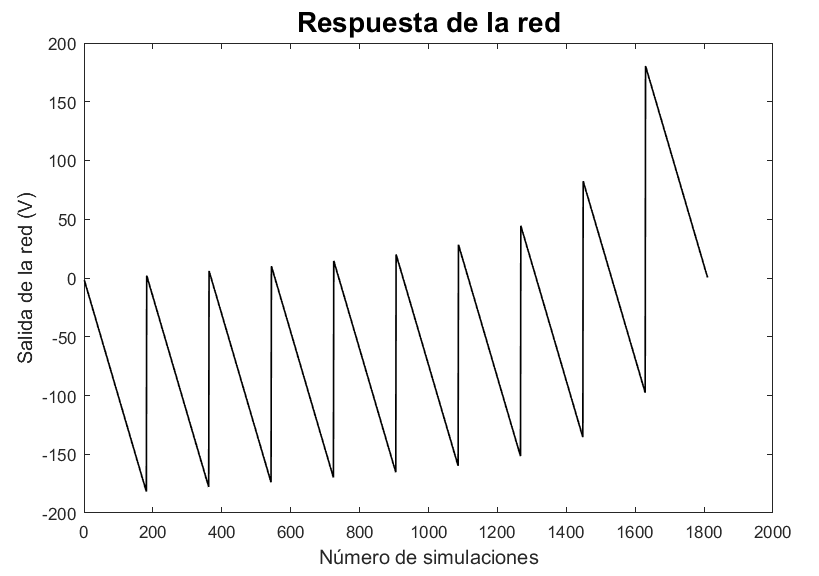 Respuesta de la red
200
150
100
50
0
-50
-100
-150
-200
Salida de la red (V)
0 200 400 600 800 1000 1200 1400 1600 1800 2000
Número de simulaciones